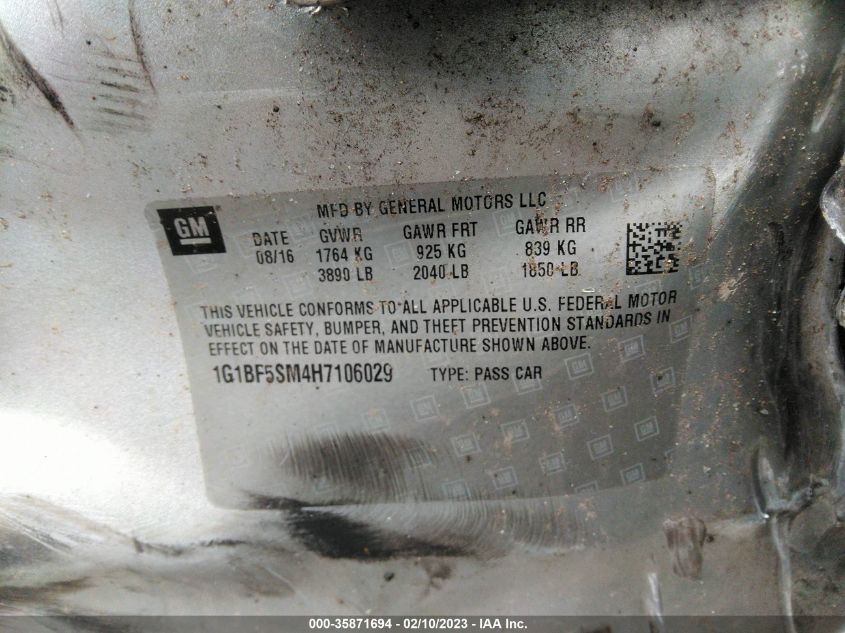 GM
MFD BY GENERAL MOTORS LLC
DATE GVWR GAWR FRT GAWR RR
08/16 1764 KG 925 KG 839 KG
3890 LB 2040 LB 1850 LB
THIS VEHICLE CONFORMS TO ALL APPLICABLE U.S. FEDERAL MOTOR
VEHICLE SAFETY, BUMPER, AND THEFT PREVENTION STANDARDS IN
EFFECT ON THE DATE OF MANUFACTURE SHOWN ABOVE.
1G1BF5SM4H7106029 TYPE: PASS CAR
000-35871694 - 02/10/2023 - IAA Inc.